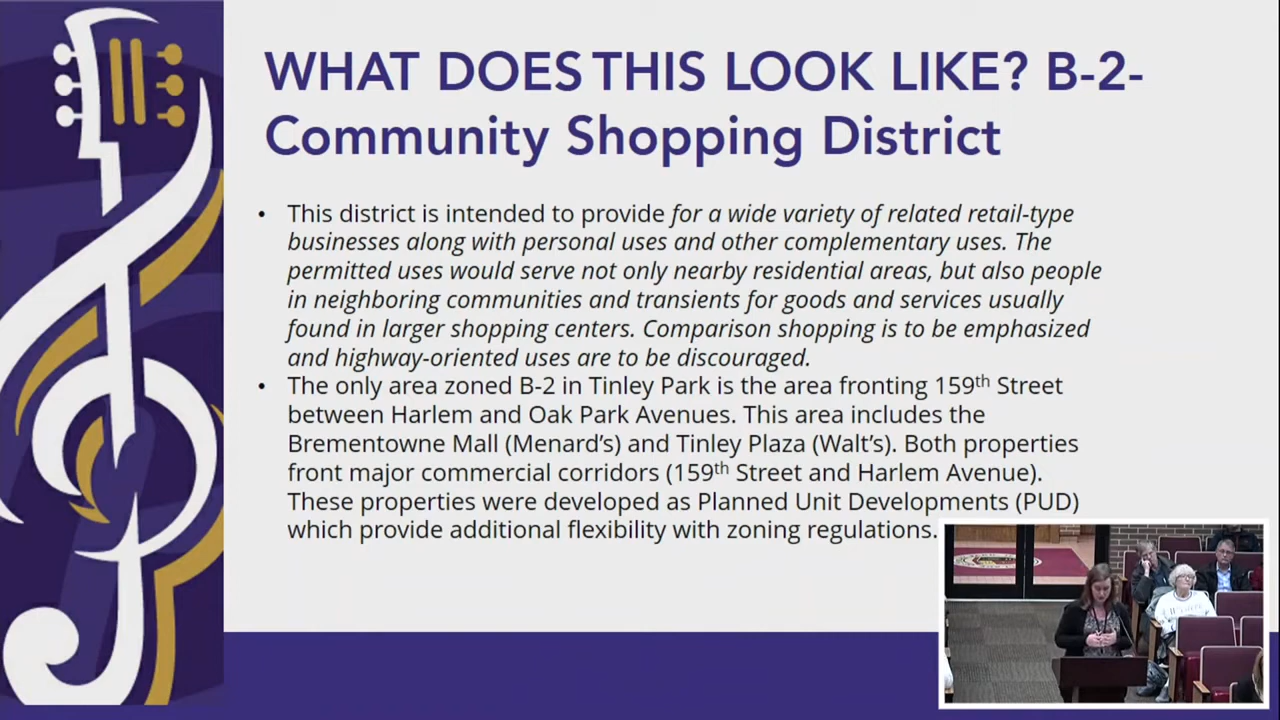 WHAT DOES THIS LOOK LIKE? B-2-
Community Shopping District
• This district is intended to provide for a wide variety of related retail-type
businesses along with personal uses and other complementary uses. The
permitted uses would serve not only nearby residential areas, but also people
in neighboring communities and transients for goods and services usually
found in larger shopping centers. Comparison shopping is to be emphasized
and highway-oriented uses are to be discouraged.
• The only area zoned B-2 in Tinley Park is the area fronting 159th Street
between Harlem and Oak Park Avenues. This area includes the
Brementowne Mall (Menard's) and Tinley Plaza (Walt's). Both properties
front major commercial corridors (159th Street and Harlem Avenue).
These properties were developed as Planned Unit Developments (PUD)
which provide additional flexibility with zoning regulations.